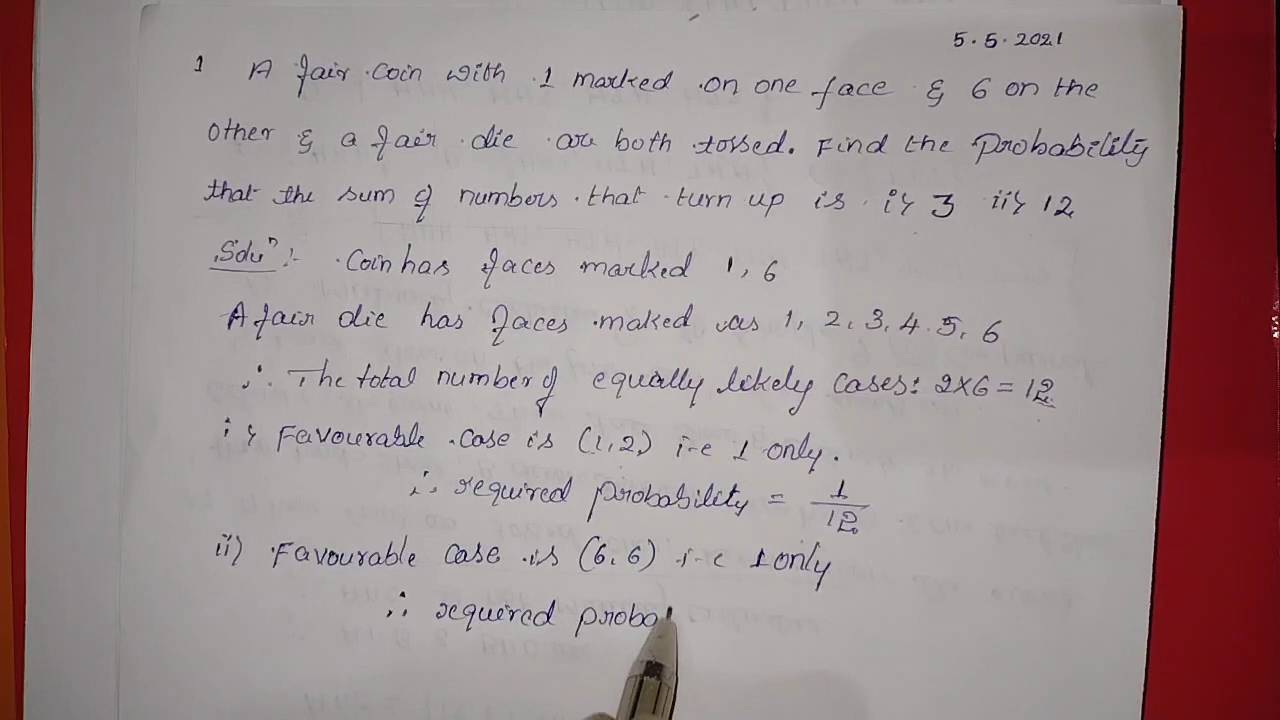 5.5.2021
1 A fair coin with 1 marked on one face & 6 on the
other & a fair die are both tossed. Find the Probability
that the sum of numbers that turn up is i) 3 ii) 12
Solun :- Coin has faces marked 1, 6
A fair die has faces maked as 1, 2, 3, 4. 5, 6
∴ The total number of equally likely cases: 2×6 = 12
i) Favourable case is (1,2) i-e 1 only.
∴ required probability = 1/12
ii) Favourable case is (6,6) i-e 1 only
∴ required proba